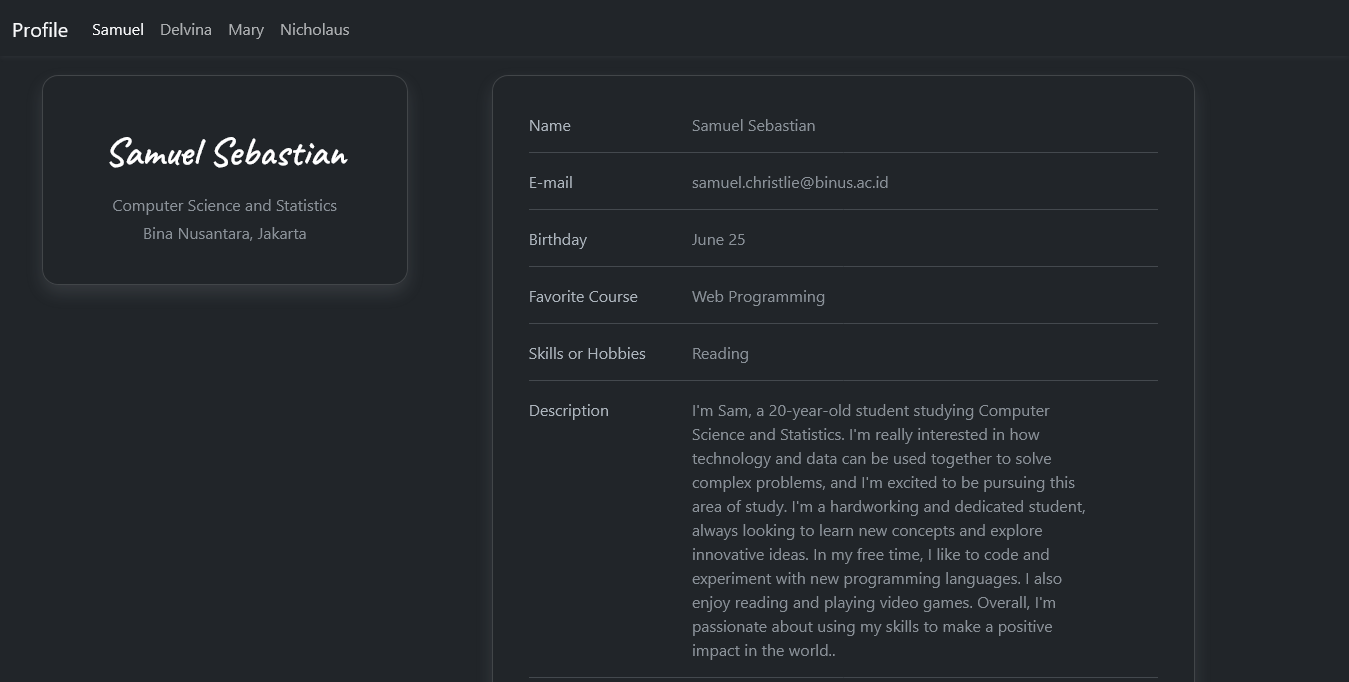 Profile Samuel Delvina Mary Nicholaus
Samuel Sebastian
Computer Science and Statistics
Bina Nusantara, Jakarta
Name Samuel Sebastian
E-mail samuel.christlie@binus.ac.id
Birthday June 25
Favorite Course Web Programming
Skills or Hobbies Reading
Description I'm Sam, a 20-year-old student studying Computer
Science and Statistics. I'm really interested in how
technology and data can be used together to solve
complex problems, and I'm excited to be pursuing this
area of study. I'm a hardworking and dedicated student,
always looking to learn new concepts and explore
innovative ideas. In my free time, I like to code and
experiment with new programming languages. I also
enjoy reading and playing video games. Overall, I'm
passionate about using my skills to make a positive
impact in the world..